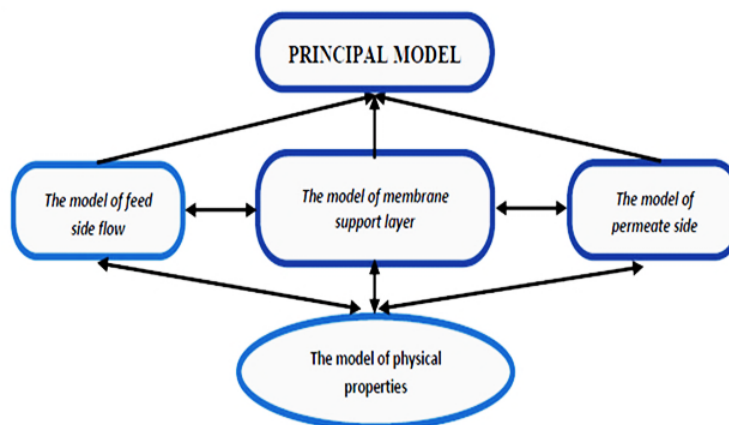 PRINCIPAL MODEL
The model of feed
side flow
The model of membrane
support layer
The model of
permeate side
The model of physical
properties